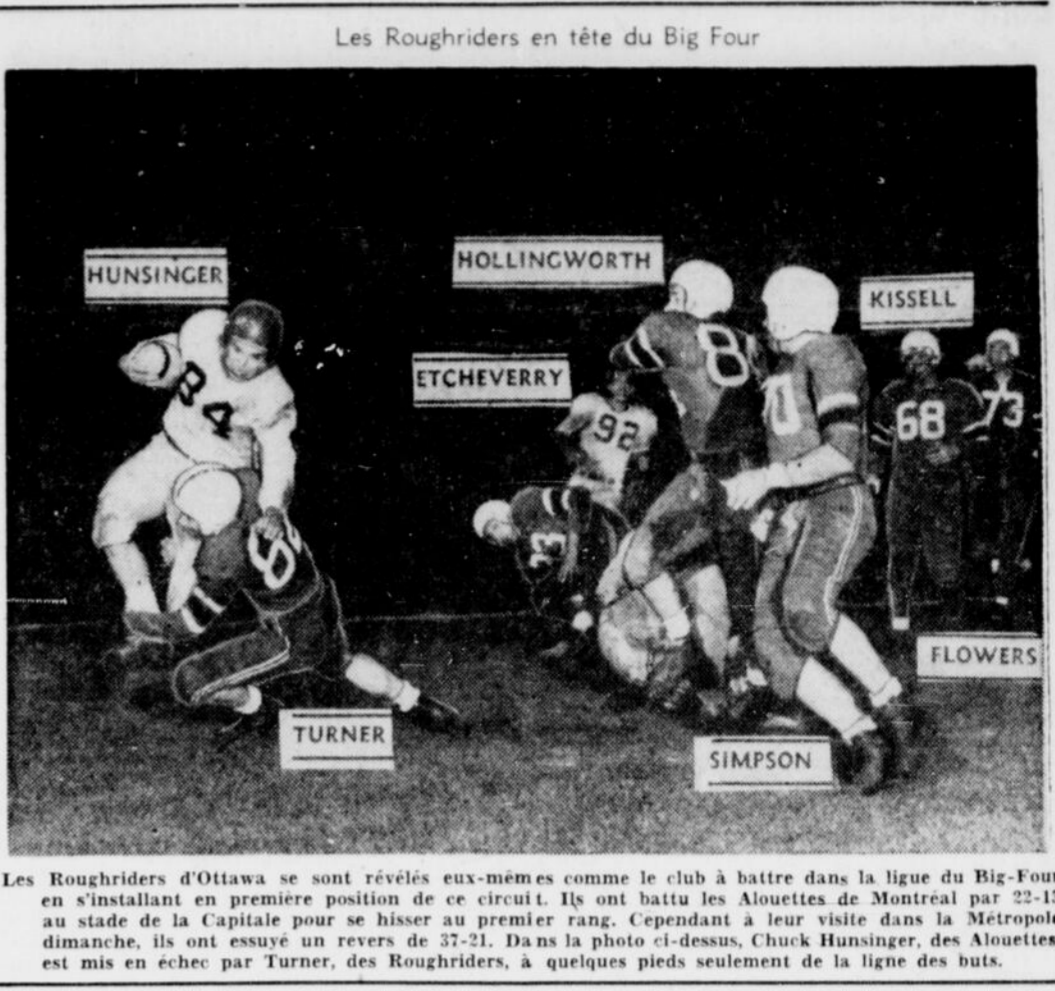 Les Roughriders en tête du Big Four
HUNSINGER
HOLLINGWORTH
KISSELL
ETCHEVERRY
84
8
92
68
73
FLOWERS
TURNER
SIMPSON
Les Roughriders d'Ottawa se sont révélés eux-mêmes comme le club à battre dans la ligue du Big-Four
en s'installant en première position de ce circuit. Ils ont battu les Alouettes de Montréal par
au stade de la Capitale pour se hisser au premier rang. Cependant à leur visite dans la Métropole
dimanche, ils ont essuyé un revers de 37-21. Dans la photo ci-dessus, Chuck Hunsinger, des Alouettes
est mis en échec par Turner, des Roughriders, à quelques pieds seulement de la ligne des buts.